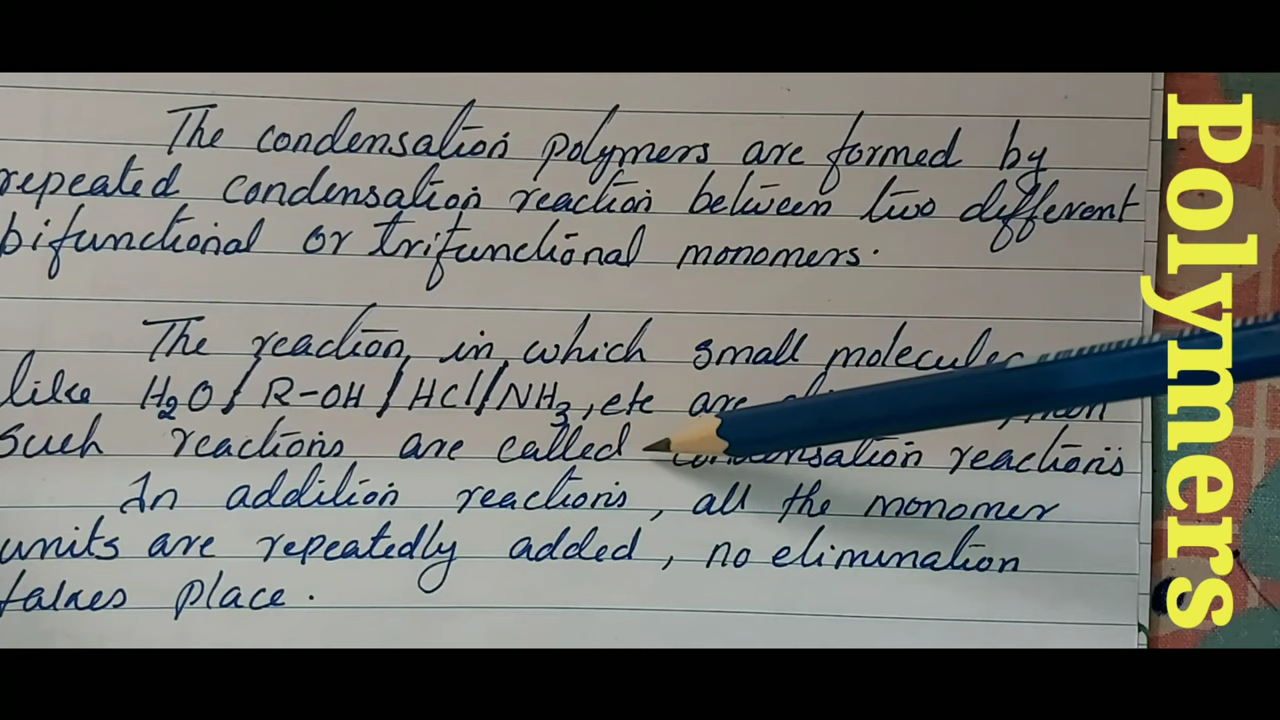 The condensation polymers are formed by
repeated condensation reaction between two different
bifunctional or trifunctional monomers.
The reaction, in which small molecules
like H₂O / R-OH / HCl / NH₃, etc are
such reactions are called condensation reactions
In addition reactions, all the monomer
units are repeatedly added, no elimination
takes place.
Polymers